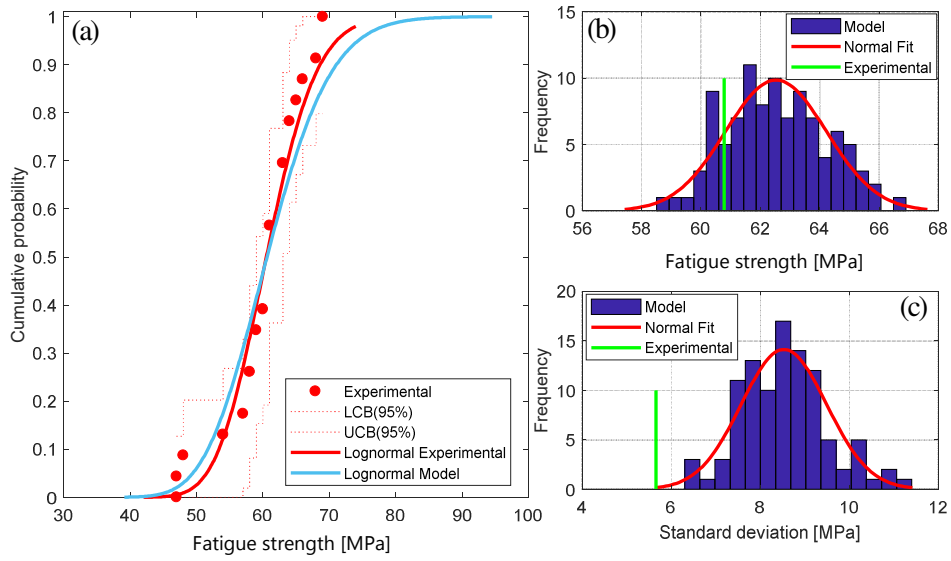 (a)
1
0.9
0.8
0.7
0.6
0.5
0.4
0.3
0.2
0.1
0
Cumulative probability
30 40 50 60 70 80 90 100
Fatigue strength [MPa]
Experimental
LCB(95%)
UCB(95%)
Lognormal Experimental
Lognormal Model
(b)
15
10
5
0
Frequency
Model
Normal Fit
Experimental
56 58 60 62 64 66 68
Fatigue strength [MPa]
(c)
20
15
10
5
0
Frequency
Model
Normal Fit
Experimental
4 6 8 10 12
Standard deviation [MPa]